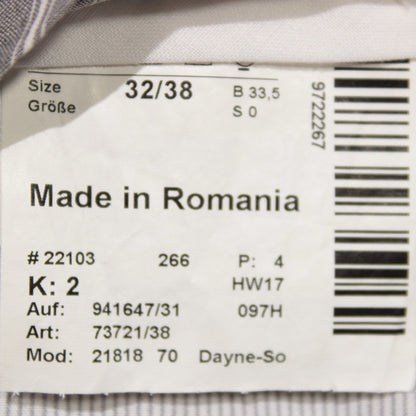 Size 32/38 B 33,5
Größe S 0
9722267
Made in Romania
# 22103 266 P: 4
K: 2 HW17
Auf: 941647/31 097H
Art: 73721/38
Mod: 21818 70 Dayne-So